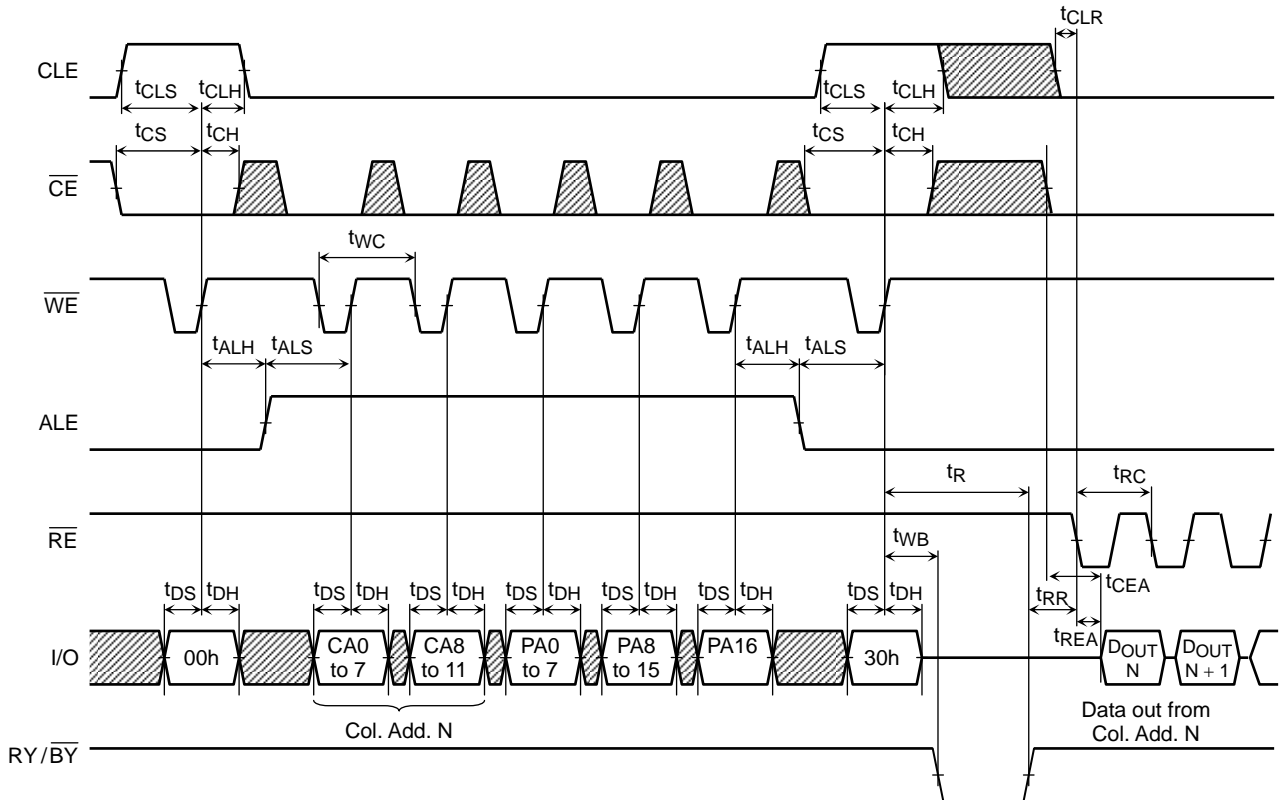 tCLR
CLE
tCLS tCLH tCLS tCLH
tCS tCH tCS tCH
CE
tWC
WE
tALH tALS tALH tALS
ALE
tR tRC
RE
tWB
tDS tDH tDS tDH tDS tDH tDS tDH tDS tDH tDS tDH tDS tDH
tCEA
tRR
tREA
I/O 00h CA0 to 7 CA8 to 11 PA0 to 7 PA8 to 15 PA16 30h DOUT N DOUT N + 1
Col. Add. N
Data out from
Col. Add. N
RY/BY